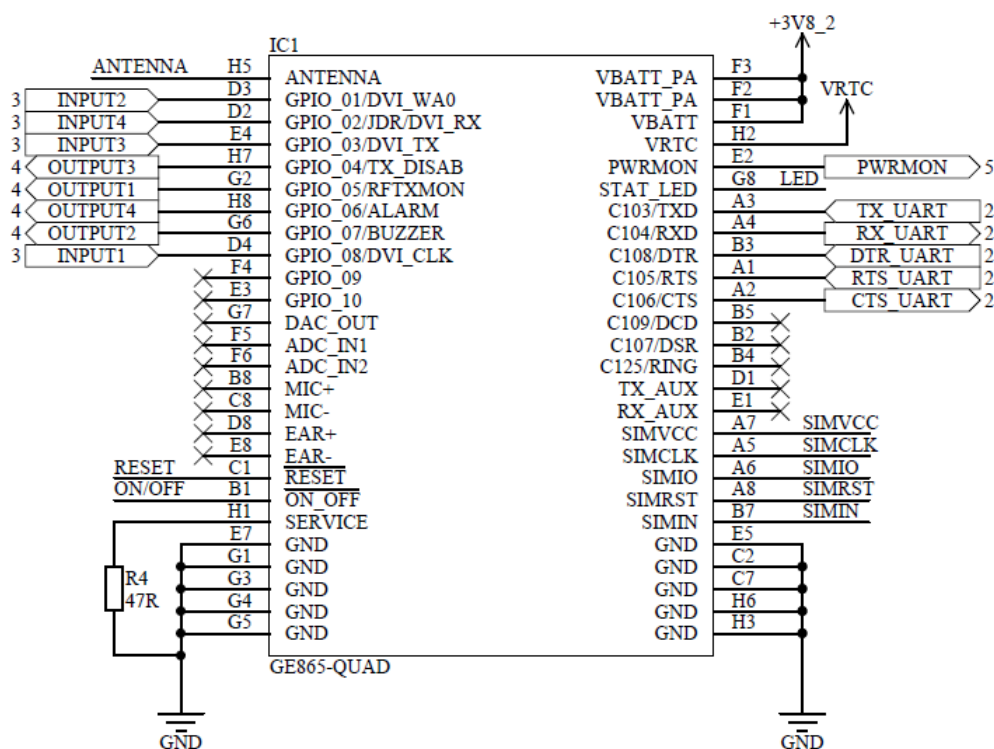 +3V8_2
IC1
ANTENNA H5 ANTENNA VBATT_PA F3
3 INPUT2 D3 GPIO_01/DVI_WA0 VBATT_PA F2 VRTC
3 INPUT4 D2 GPIO_02/JDR/DVI_RX VBATT F1
3 INPUT3 E4 GPIO_03/DVI_TX VRTC H2
4 OUTPUT3 H7 GPIO_04/TX_DISAB PWRMON E2 PWRMON 5
4 OUTPUT1 G2 GPIO_05/RFTXMON STAT_LED G8 LED
4 OUTPUT4 H8 GPIO_06/ALARM C103/TXD A3 TX_UART 2
4 OUTPUT2 G6 GPIO_07/BUZZER C104/RXD A4 RX_UART 2
3 INPUT1 D4 GPIO_08/DVI_CLK C108/DTR B3 DTR_UART 2
F4 GPIO_09 C105/RTS A1 RTS_UART 2
E3 GPIO_10 C106/CTS A2 CTS_UART 2
G7 DAC_OUT C109/DCD B5
F5 ADC_IN1 C107/DSR B2
F6 ADC_IN2 C125/RING B4
B8 MIC+ TX_AUX D1
C8 MIC- RX_AUX E1
D8 EAR+ SIMVCC A7 SIMVCC
E8 EAR- SIMCLK A5 SIMCLK
RESET C1 RESET SIMIO A6 SIMIO
ON/OFF B1 ON_OFF SIMRST A8 SIMRST
H1 SERVICE SIMIN B7 SIMIN
E7 GND GND E5
G1 GND GND C2
R4 G3 GND GND C7
47R G4 GND GND H6
G5 GND GND H3
GE865-QUAD
GND GND